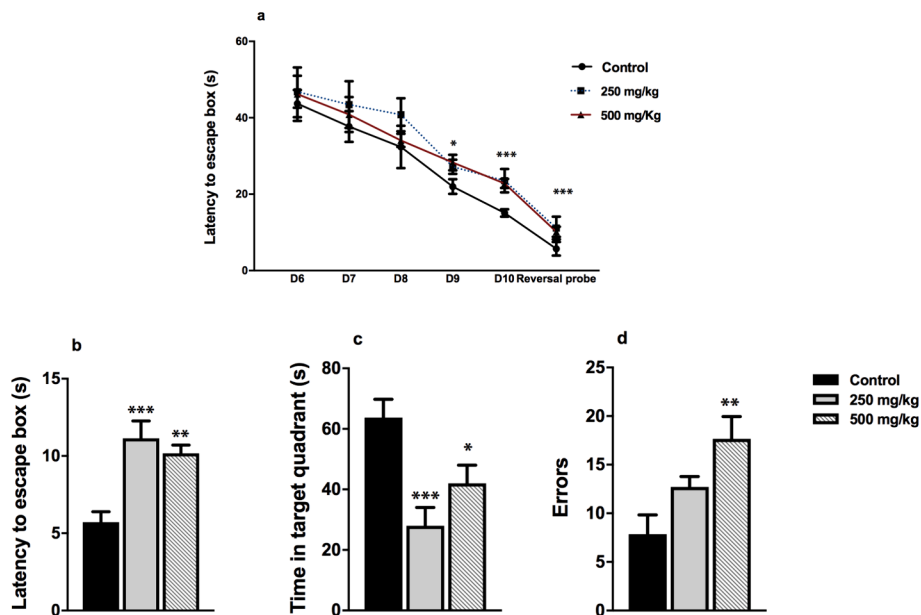 a
Latency to escape box (s)
60
40
20
0
D6 D7 D8 D9 D10 Reversal probe
*
***
***
Control
250 mg/kg
500 mg/Kg
b
Latency to escape box (s)
15
10
5
0
***
**
c
Time in target quadrant (s)
80
60
40
20
0
***
*
d
Errors
25
20
15
10
5
0
**
Control
250 mg/kg
500 mg/kg